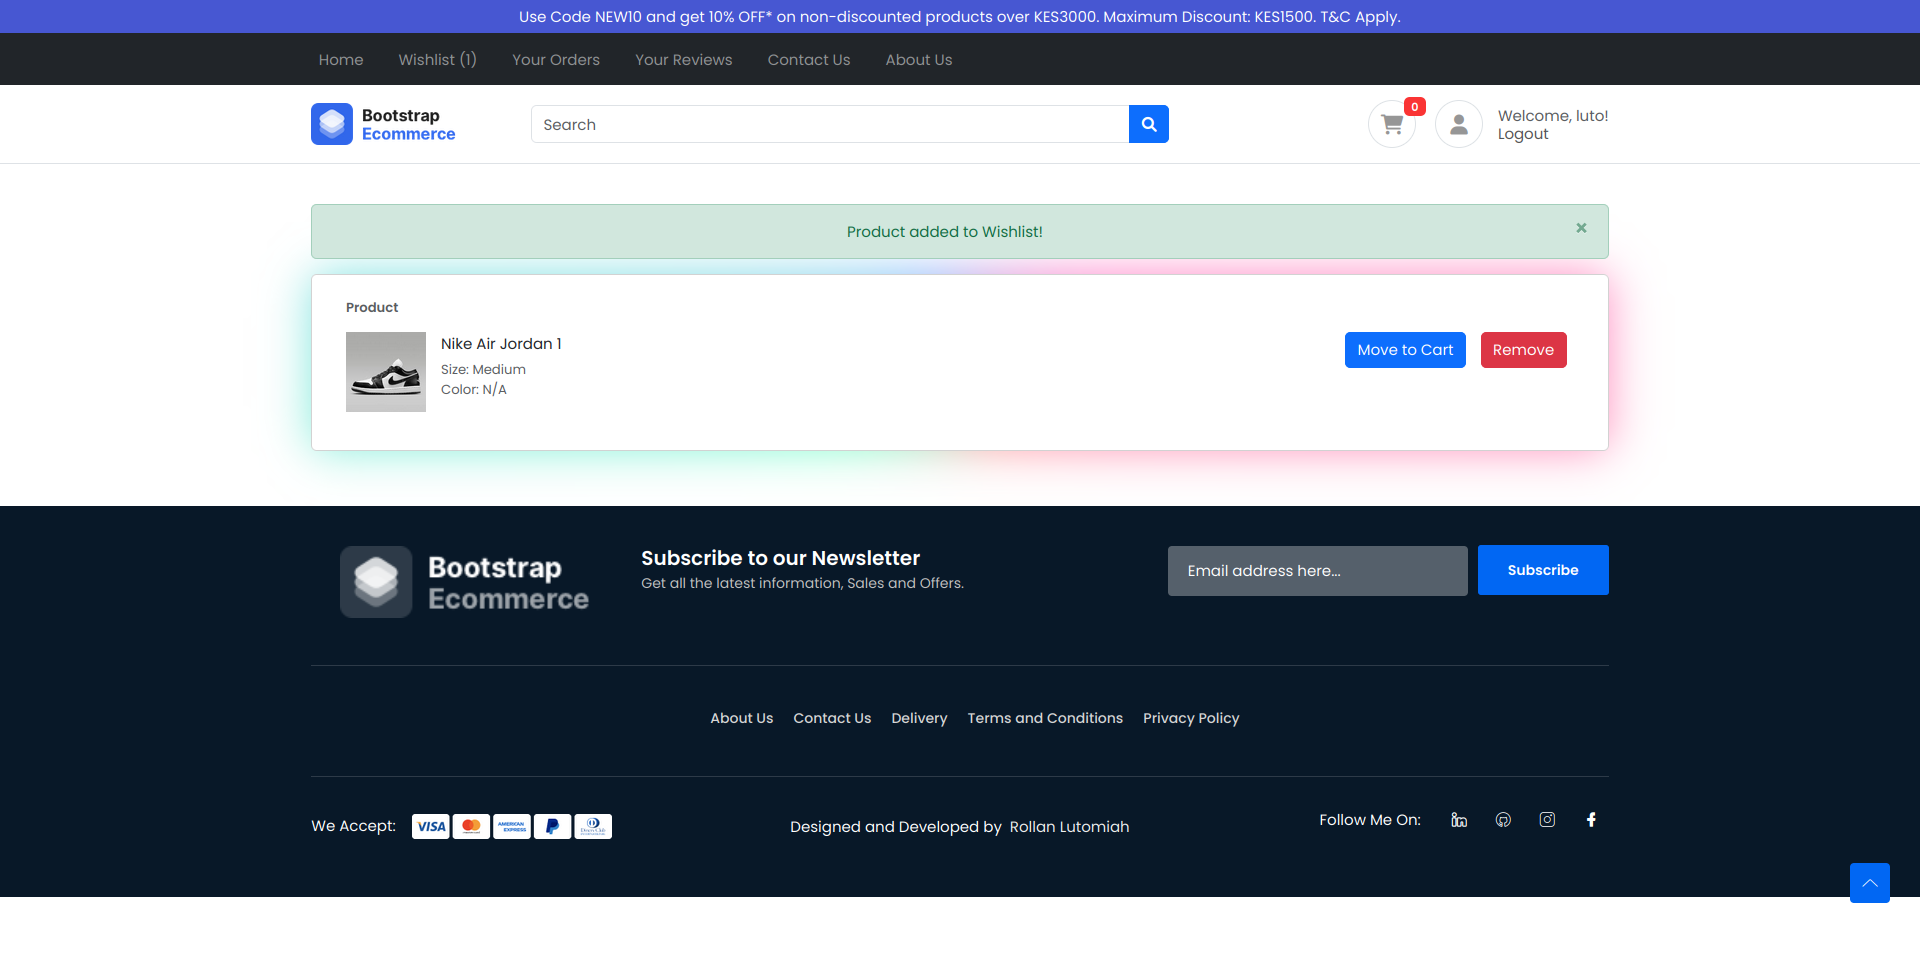 Use Code NEW10 and get 10% OFF* on non-discounted products over KES3000. Maximum Discount: KES1500. T&C Apply.
Home Wishlist (1) Your Orders Your Reviews Contact Us About Us
Bootstrap
Ecommerce
Search
0
Welcome, luto!
Logout
Product added to Wishlist!
×
Product
Nike Air Jordan 1
Size: Medium
Color: N/A
Move to Cart Remove
Bootstrap
Ecommerce
Subscribe to our Newsletter
Get all the latest information, Sales and Offers.
Email address here...
Subscribe
About Us Contact Us Delivery Terms and Conditions Privacy Policy
We Accept:
VISA
AMERICAN
EXPRESS
Designed and Developed by Rollan Lutomiah
Follow Me On: